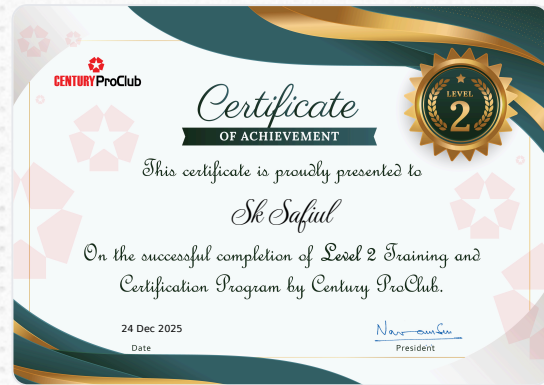 CENTURY ProClub
LEVEL
2
Certificate
OF ACHIEVEMENT
This certificate is proudly presented to
Sk Safiul
On the successful completion of Level 2 Training and
Certification Program by Century ProClub.
24 Dec 2025
Date
President